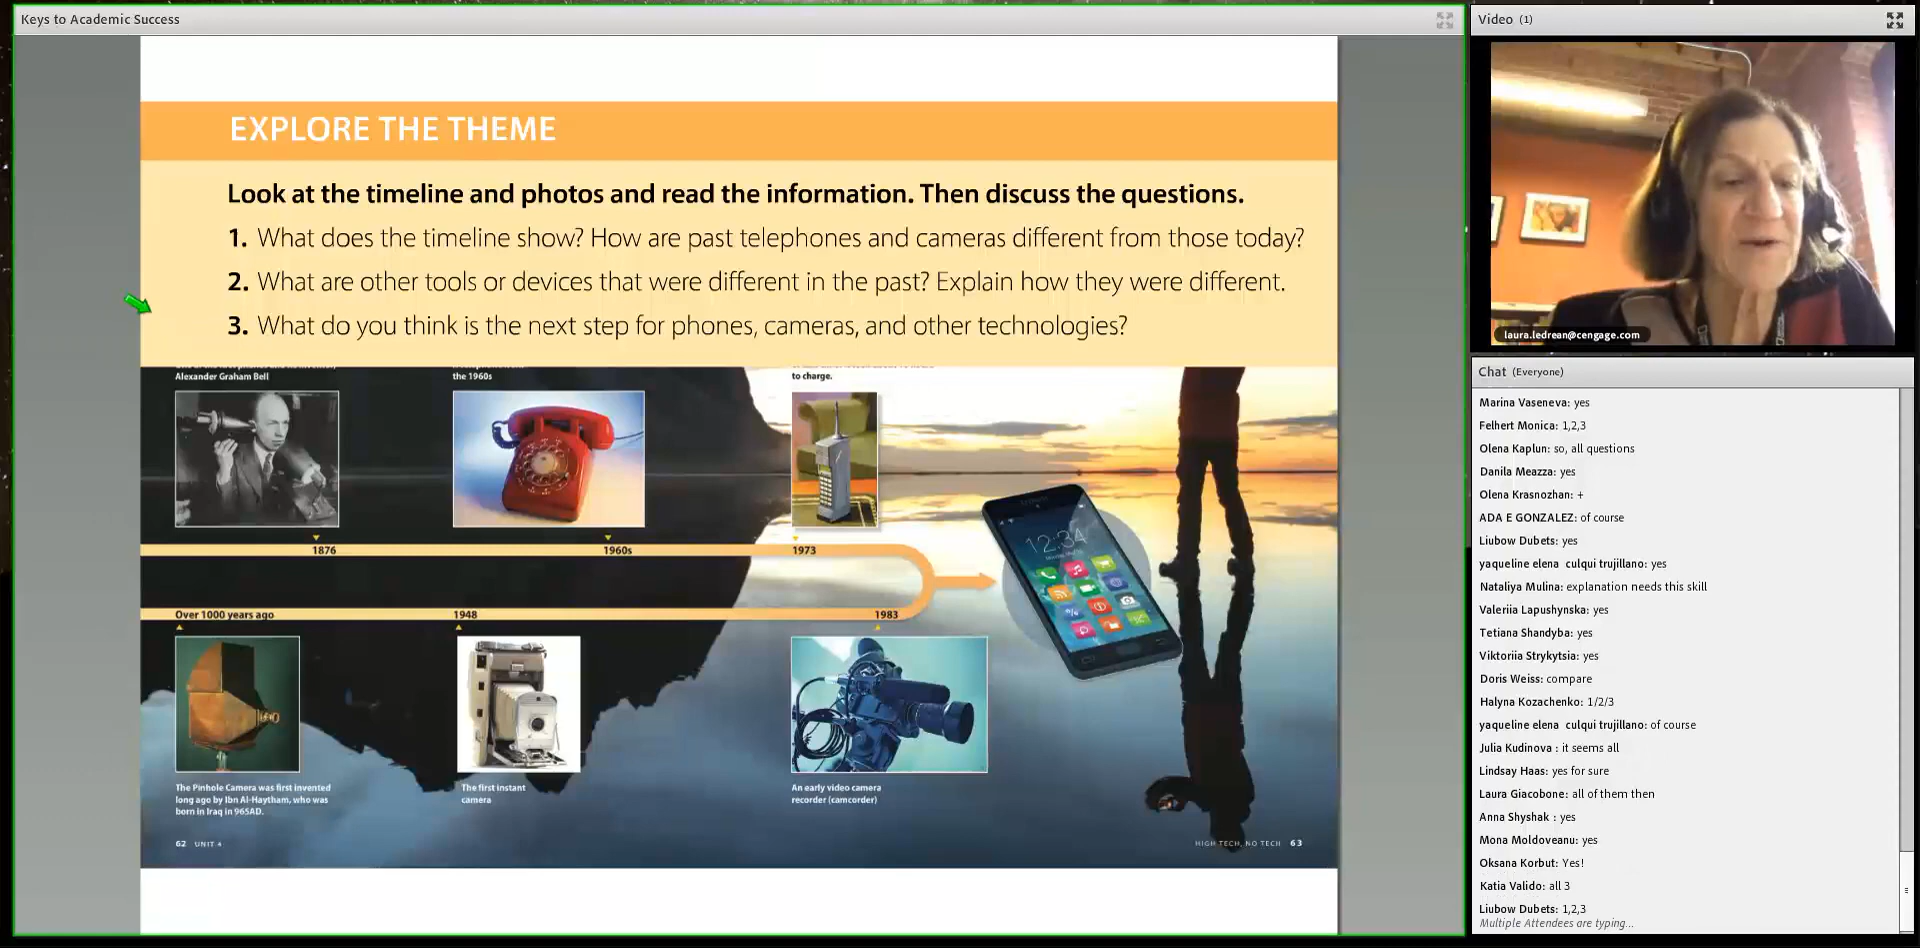 Keys to Academic Success
EXPLORE THE THEME
Look at the timeline and photos and read the information. Then discuss the questions.
1. What does the timeline show? How are past telephones and cameras different from those today?
2. What are other tools or devices that were different in the past? Explain how they were different.
3. What do you think is the next step for phones, cameras, and other technologies?
Alexander Graham Bell
the 1960s
to charge.
1876
1960s
1973
12:34
Over 1000 years ago
1948
1983
The Pinhole Camera was first invented
long ago by Ibn Al-Haytham, who was
born in Iraq in 965AD.
The first instant
camera
An early video camera
recorder (camcorder)
62 UNIT 4
HIGH TECH, NO TECH 63
Video (1)
laura.ledrean@cengage.com
Chat (Everyone)
Marina Vaseneva: yes
Felhert Monica: 1,2,3
Olena Kaplun: so, all questions
Danila Meazza: yes
Olena Krasnozhan: +
ADA E GONZALEZ: of course
Liubow Dubets: yes
yaqueline elena culqui trujillano: yes
Nataliya Mulina: explanation needs this skill
Valeriia Lapushynska: yes
Tetiana Shandyba: yes
Viktoriia Strykytsia: yes
Doris Weiss: compare
Halyna Kozachenko: 1/2/3
yaqueline elena culqui trujillano: of course
Julia Kudinova : it seems all
Lindsay Haas: yes for sure
Laura Giacobone: all of them then
Anna Shyshak : yes
Mona Moldoveanu: yes
Oksana Korbut: Yes!
Katia Valido: all 3
Liubow Dubets: 1,2,3
Multiple Attendees are typing...